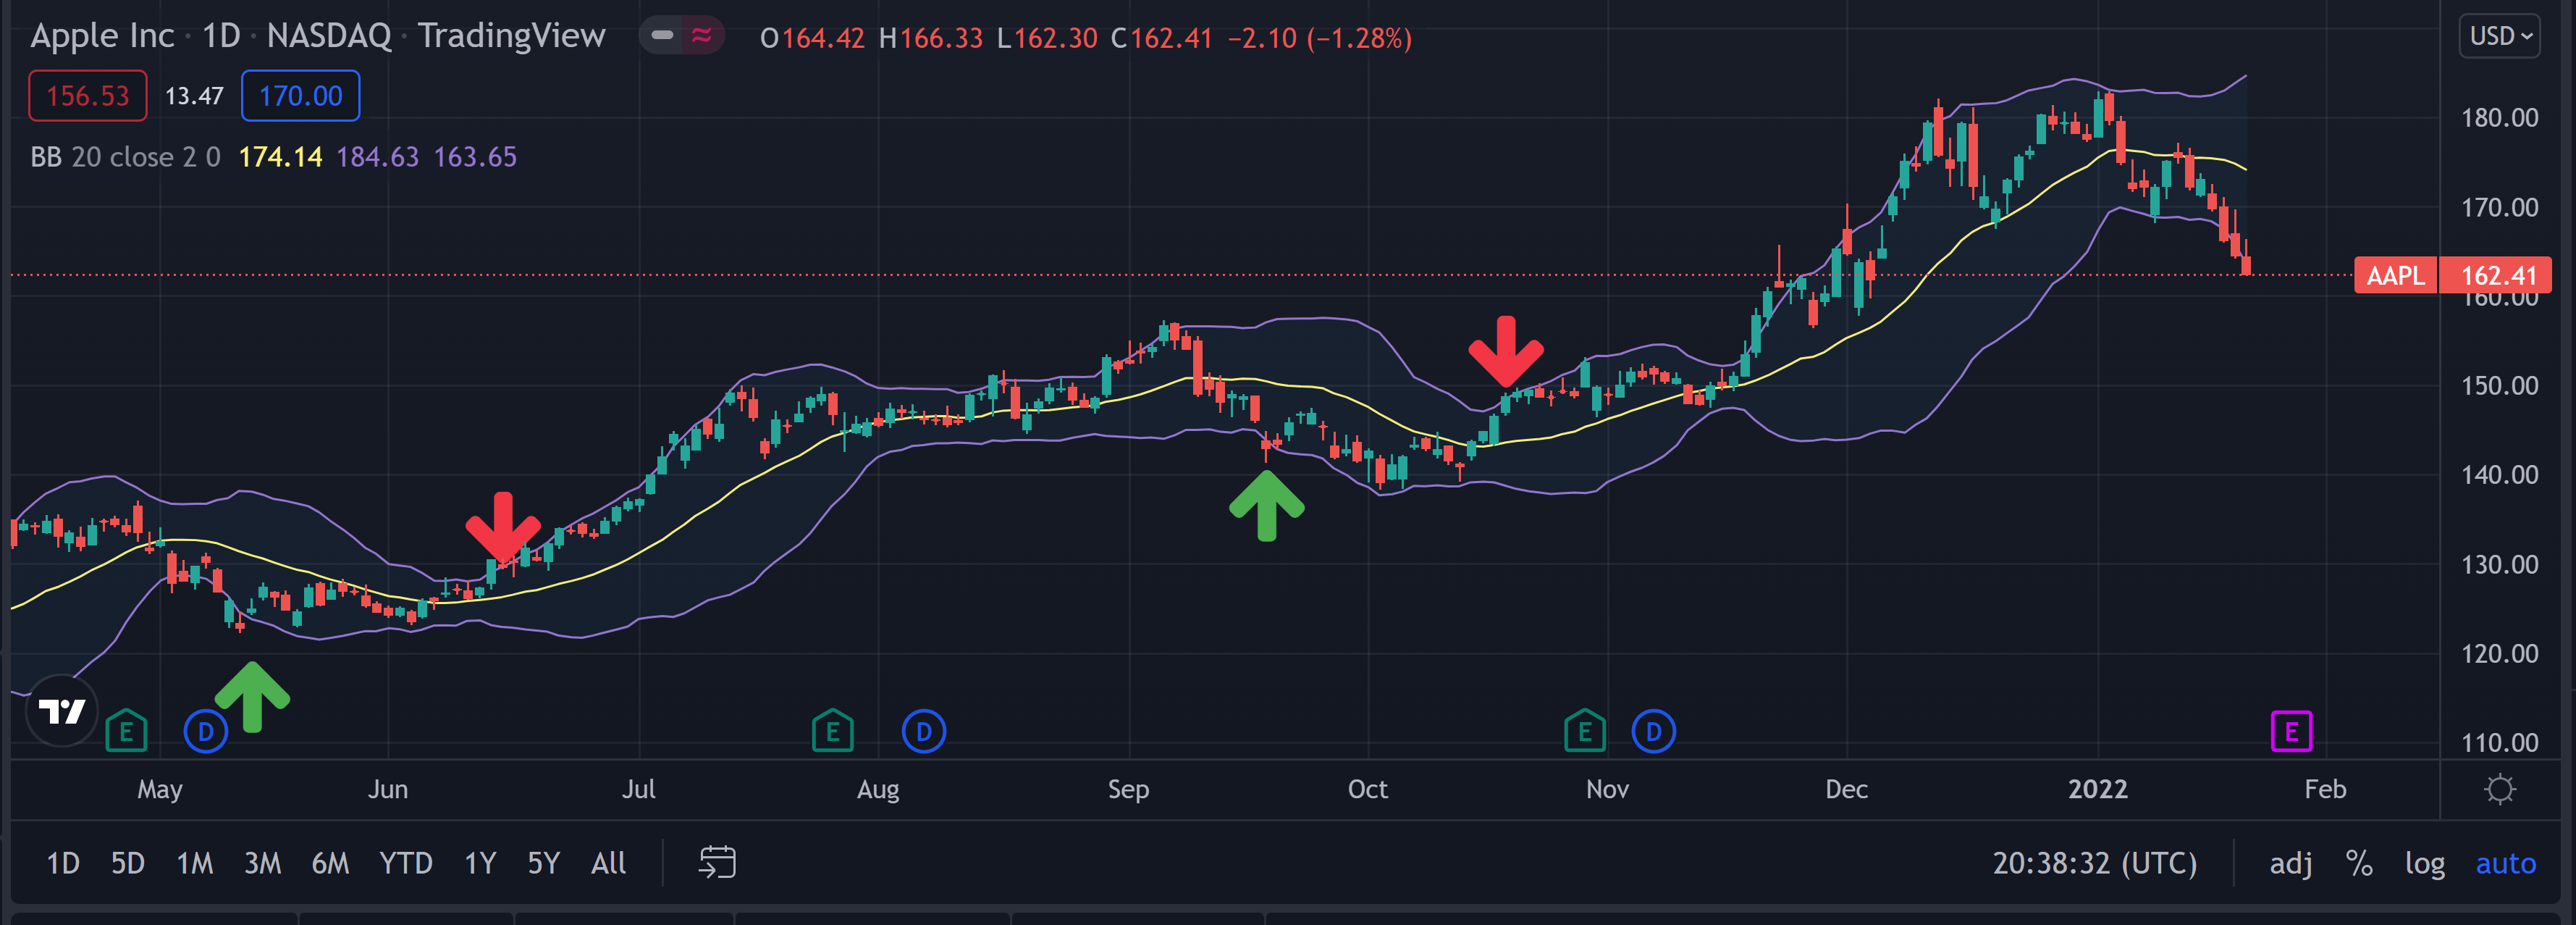 Apple Inc · 1D · NASDAQ · TradingView O164.42 H166.33 L162.30 C162.41 −2.10 (−1.28%) USD
156.53 13.47 170.00
BB 20 close 2 0 174.14 184.63 163.65
180.00
170.00
AAPL 162.41
160.00
150.00
140.00
130.00
120.00
110.00
E D E D E D E
May Jun Jul Aug Sep Oct Nov Dec 2022 Feb
1D 5D 1M 3M 6M YTD 1Y 5Y All 20:38:32 (UTC) adj % log auto